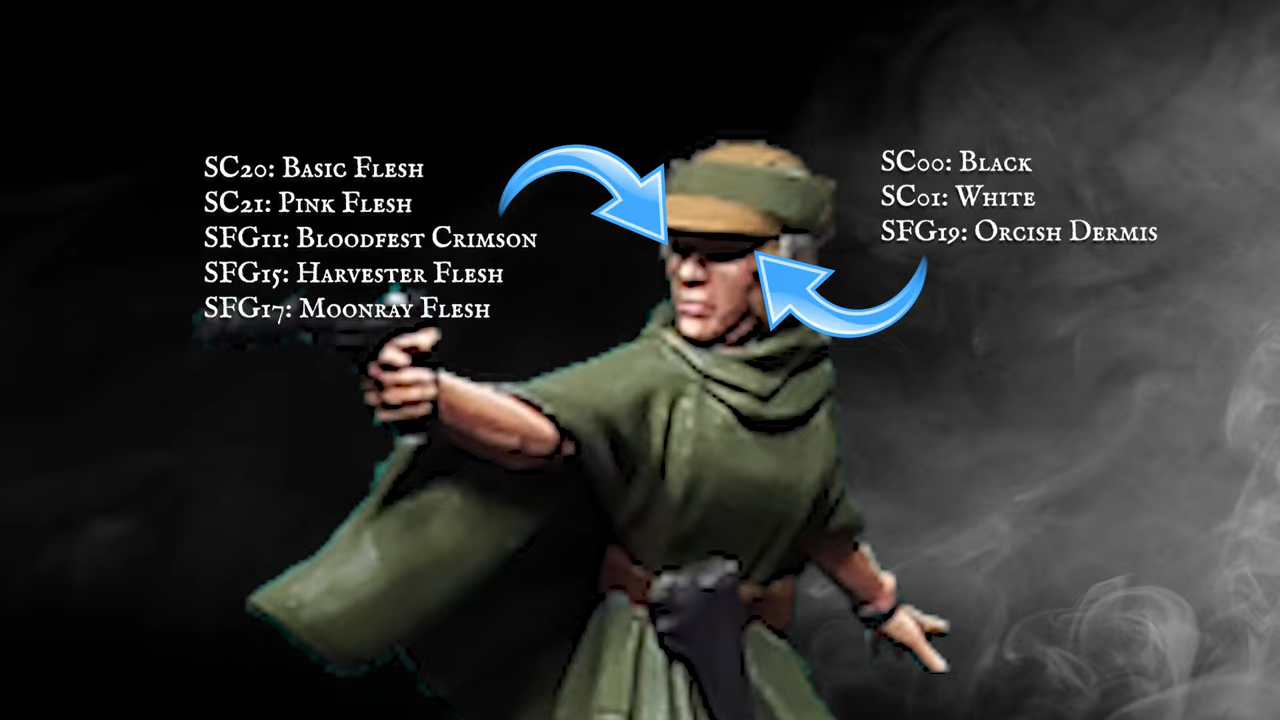 SC20: Basic Flesh
SC21: Pink Flesh
SFG11: Bloodfest Crimson
SFG15: Harvester Flesh
SFG17: Moonray Flesh
SC00: Black
SC01: White
SFG19: Orcish Dermis